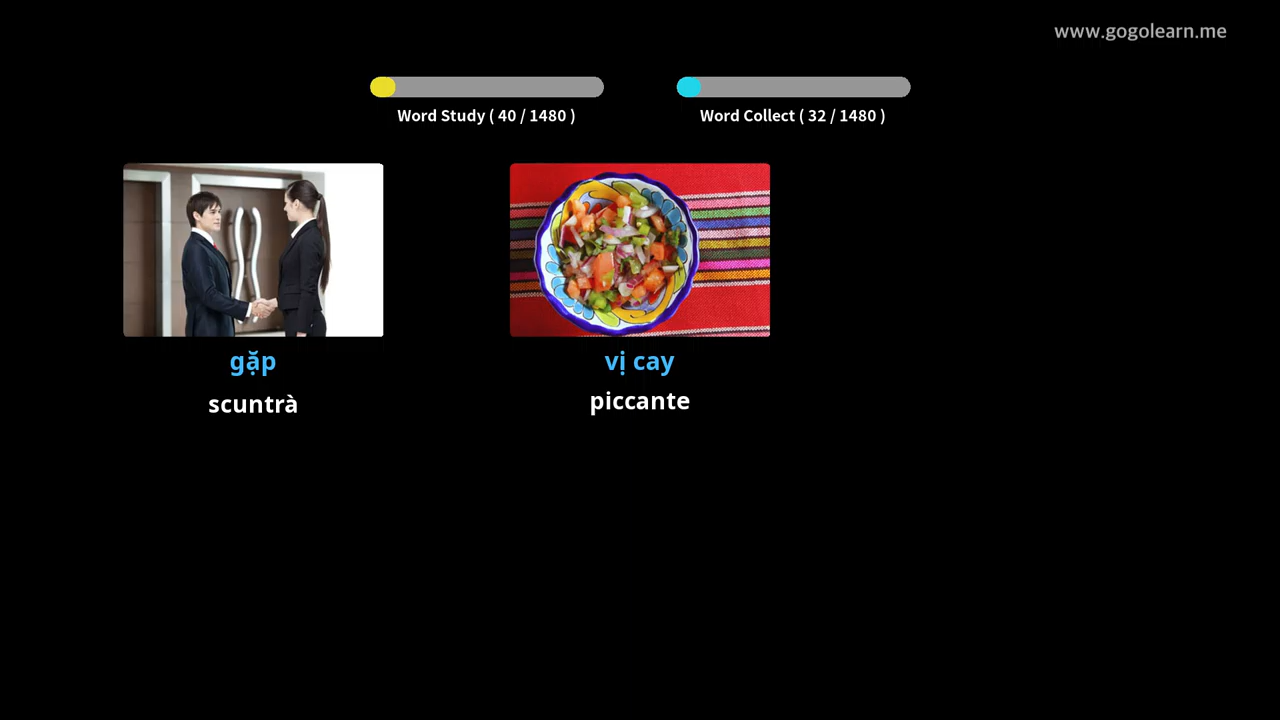 www.gogolearn.me
Word Study ( 40 / 1480 )
Word Collect ( 32 / 1480 )
gặp
scuntrà
vị cay
piccante